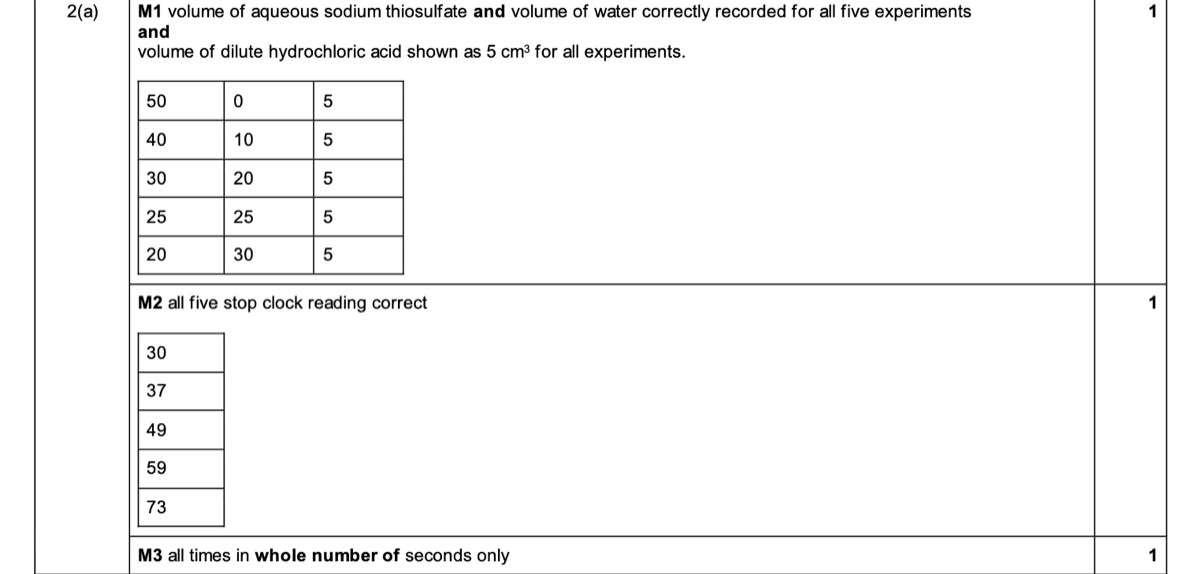 2(a) M1 volume of aqueous sodium thiosulfate and volume of water correctly recorded for all five experiments 1
and
volume of dilute hydrochloric acid shown as 5 cm³ for all experiments.
50 0 5
40 10 5
30 20 5
25 25 5
20 30 5
M2 all five stop clock reading correct 1
30
37
49
59
73
M3 all times in whole number of seconds only 1